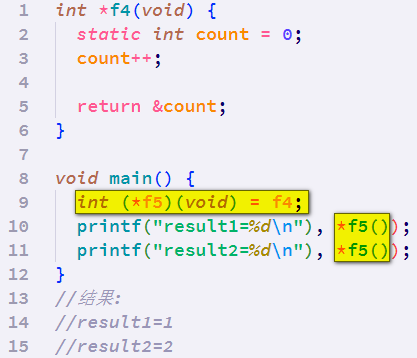 1 int *f4(void) {
2 static int count = 0;
3 count++;
4
5 return &count;
6 }
7
8 void main() {
9 int (*f5)(void) = f4;
10 printf("result1=%d\n"), *f5());
11 printf("result2=%d\n"), *f5());
12 }
13 //结果:
14 //result1=1
15 //result2=2